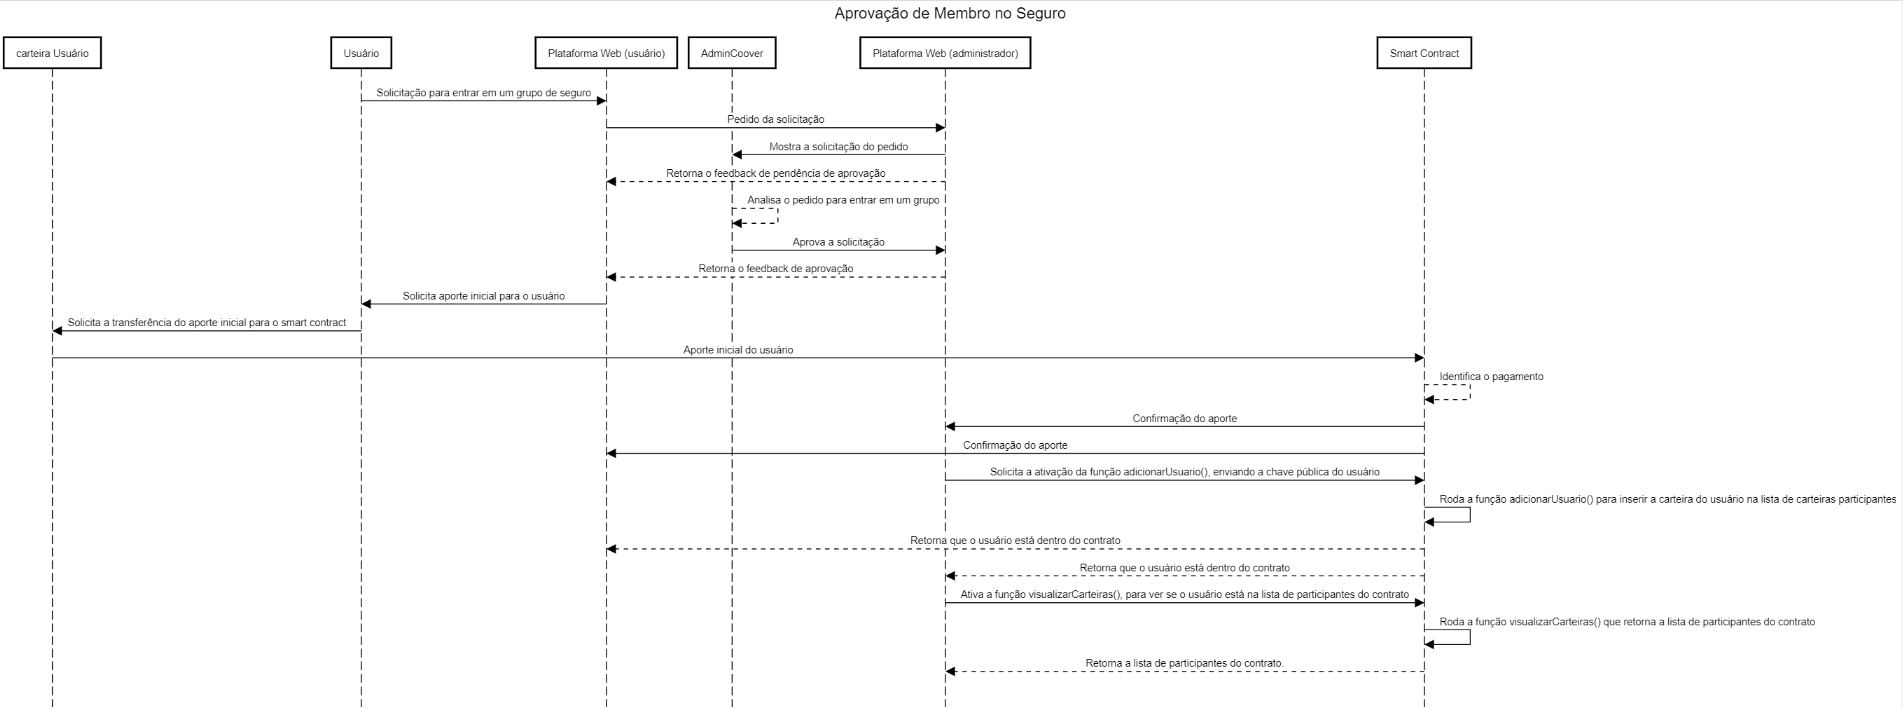 Aprovação de Membro no Seguro
carteira Usuário
Usuário
Plataforma Web (usuário)
AdminCoover
Plataforma Web (administrador)
Smart Contract
Solicitação para entrar em um grupo de seguro
Pedido da solicitação
Mostra a solicitação do pedido
Retorna o feedback de pendência de aprovação
Analisa o pedido para entrar em um grupo
Aprova a solicitação
Retorna o feedback de aprovação
Solicita aporte inicial para o usuário
Solicita a transferência do aporte inicial para o smart contract
Aporte inicial do usuário
Identifica o pagamento
Confirmação do aporte
Confirmação do aporte
Solicita a ativação da função adicionarUsuario(), enviando a chave pública do usuário
Roda a função adicionarUsuario() para inserir a carteira do usuário na lista de carteiras participantes
Retorna que o usuário está dentro do contrato
Retorna que o usuário está dentro do contrato
Ativa a função visualizarCarteiras(), para ver se o usuário está na lista de participantes do contrato
Roda a função visualizarCarteiras() que retorna a lista de participantes do contrato
Retorna a lista de participantes do contrato.